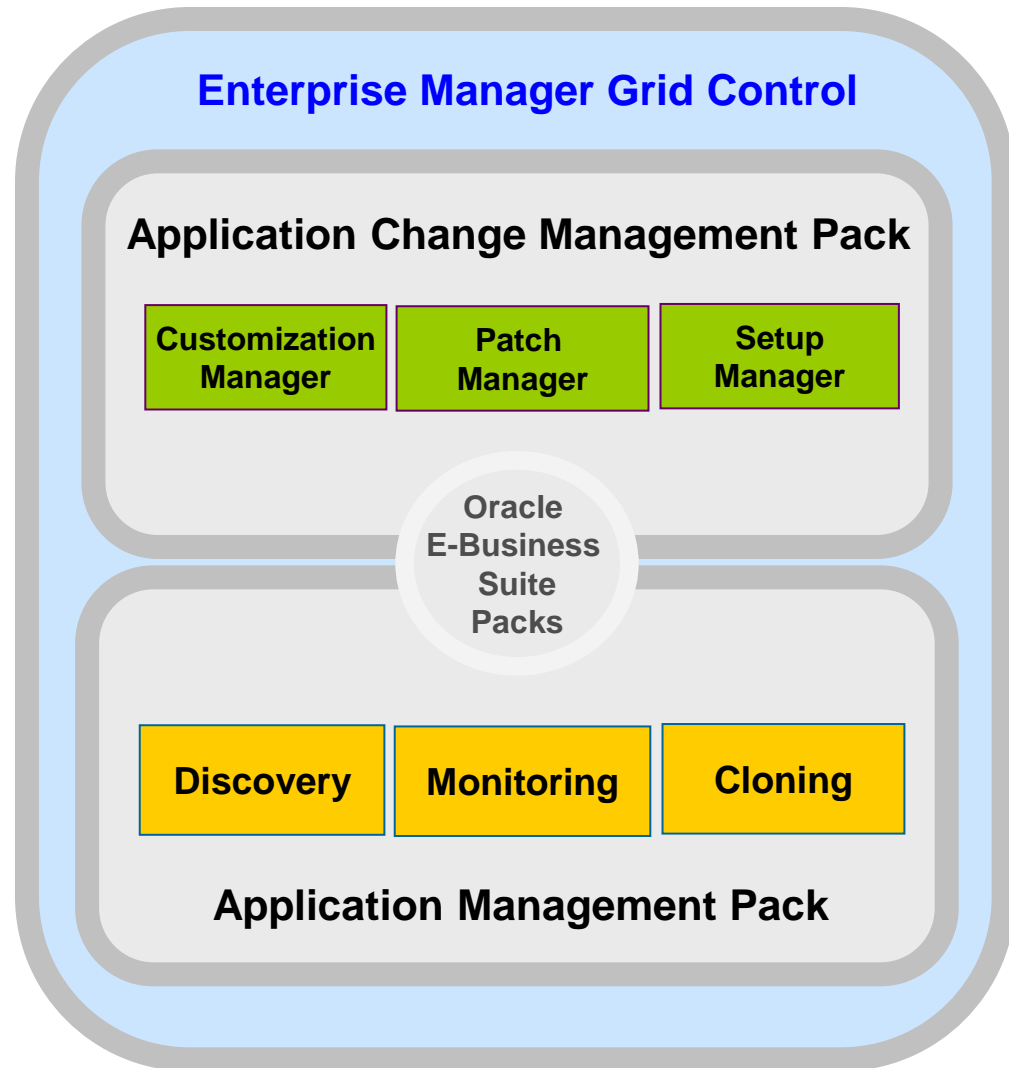 Enterprise Manager Grid Control
Application Change Management Pack
Customization
Manager
Patch
Manager
Setup
Manager
Oracle
E-Business
Suite
Packs
Discovery
Monitoring
Cloning
Application Management Pack